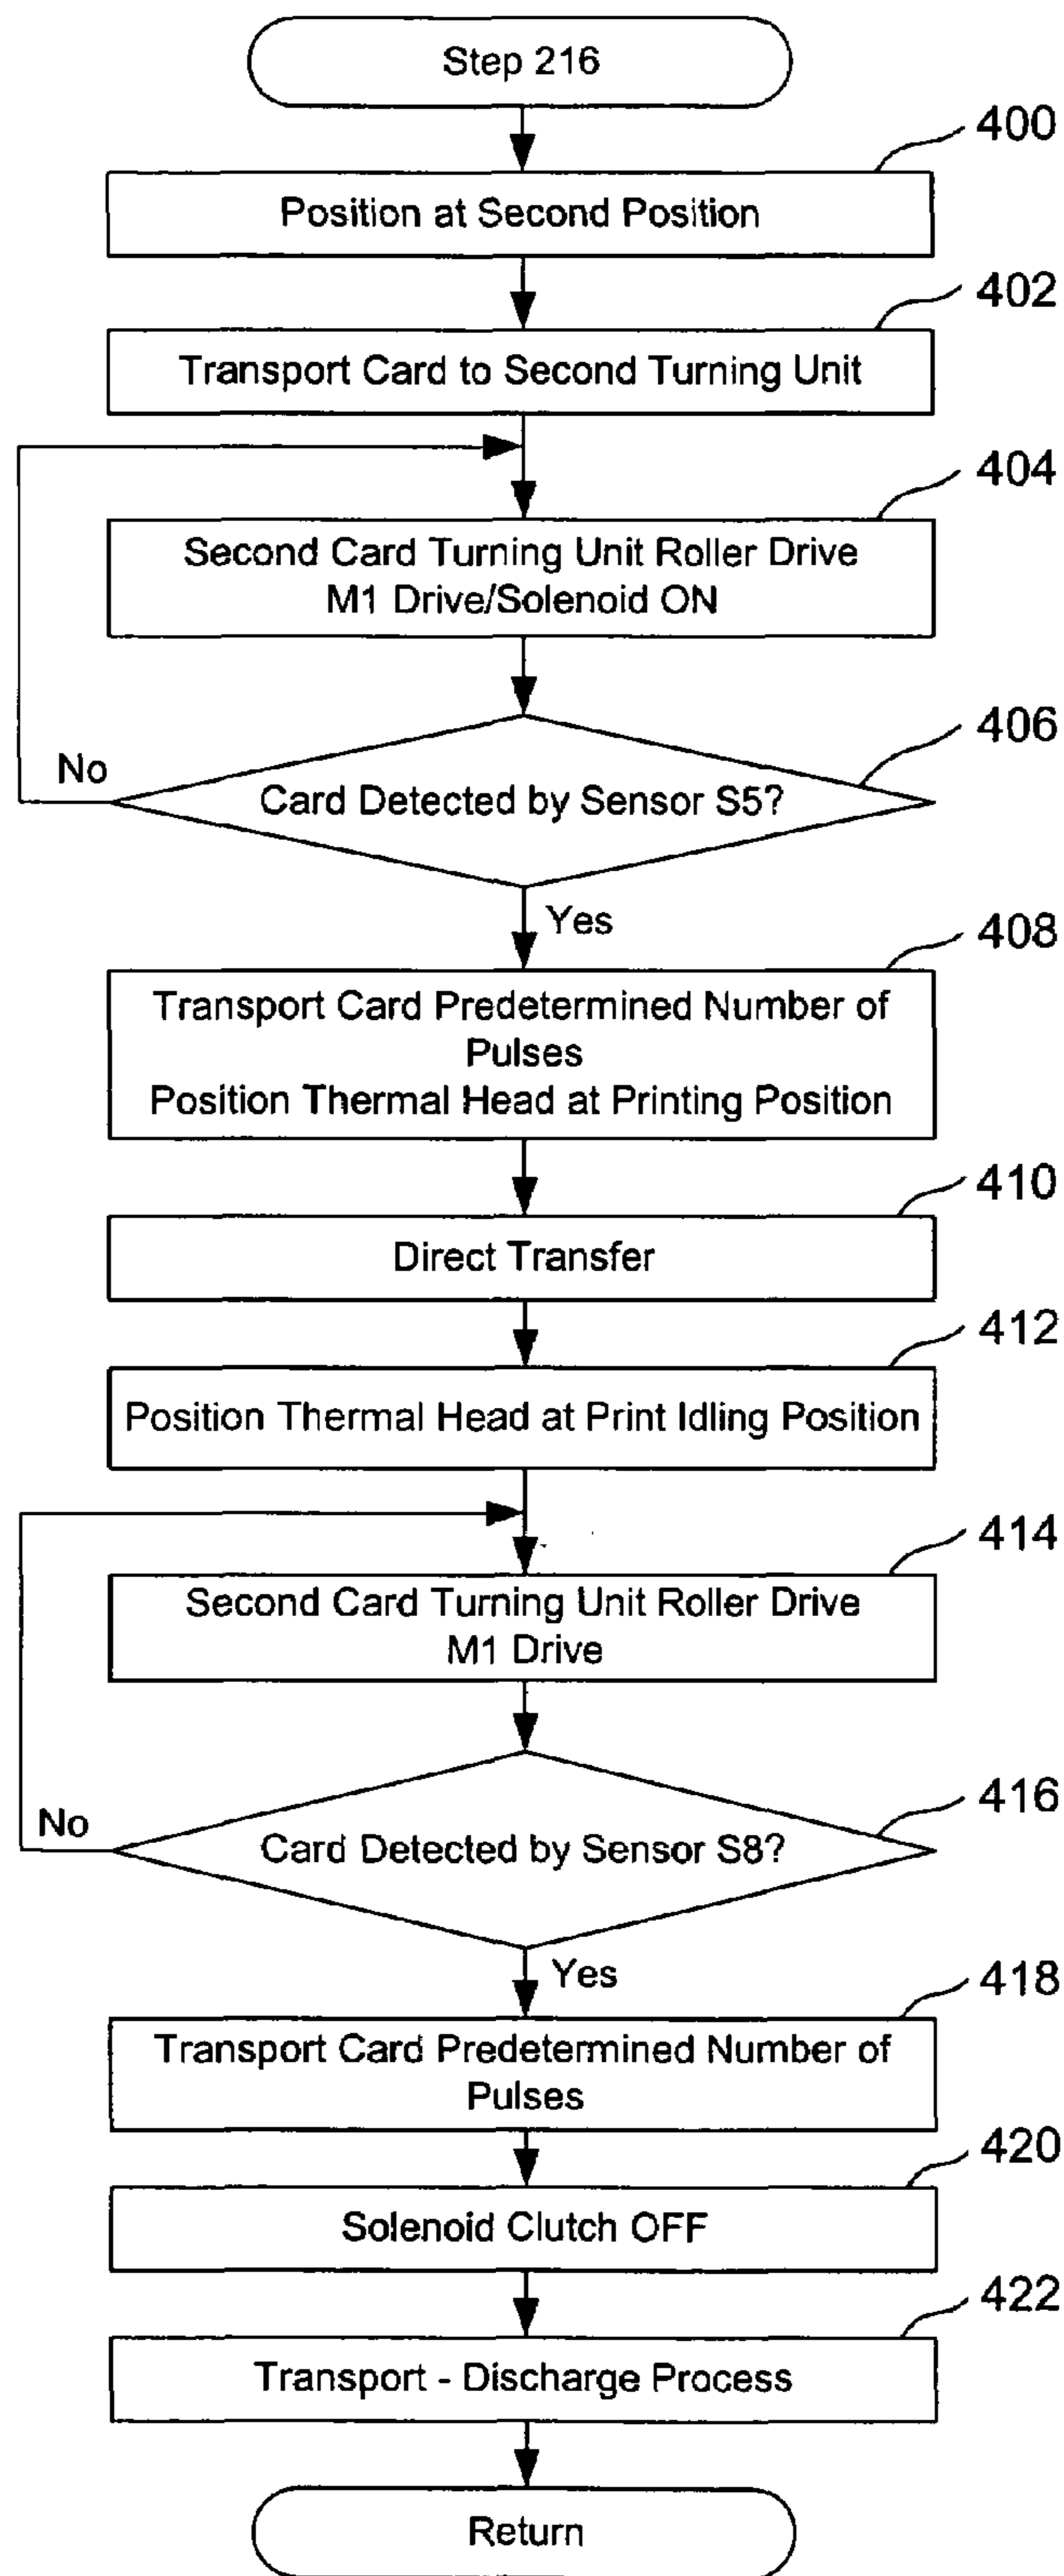 Step 216
400
Position at Second Position
402
Transport Card to Second Turning Unit
404
Second Card Turning Unit Roller Drive
M1 Drive/Solenoid ON
406
No
Card Detected by Sensor S5?
Yes
408
Transport Card Predetermined Number of
Pulses
Position Thermal Head at Printing Position
410
Direct Transfer
412
Position Thermal Head at Print Idling Position
414
Second Card Turning Unit Roller Drive
M1 Drive
416
No
Card Detected by Sensor S8?
Yes
418
Transport Card Predetermined Number of
Pulses
420
Solenoid Clutch OFF
422
Transport - Discharge Process
Return